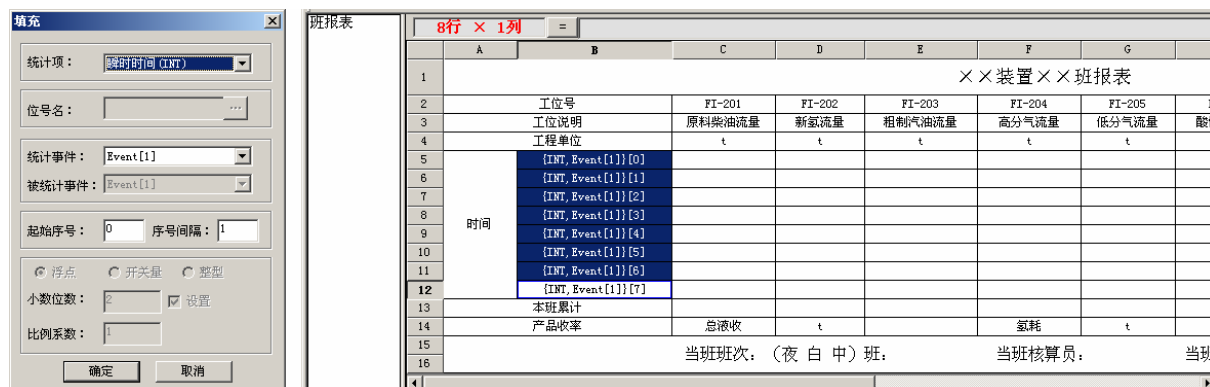 填充
统计项： 瞬时时间(INT)
位号名： ...
统计事件： Event[1]
被统计事件： Event[1]
起始序号： 0 序号间隔： 1
浮点 开关量 整型
小数位数： 2 设置
比例系数： 1
确定 取消
班报表
8行 × 1列 =
A B C D E F G
1 ××装置××班报表
2 工位号 FI-201 FI-202 FI-203 FI-204 FI-205
3 工位说明 原料柴油流量 新氢流量 粗制汽油流量 高分气流量 低分气流量
4 工程单位 t t t t t
5 {INT,Event[1]}[0]
6 {INT,Event[1]}[1]
7 {INT,Event[1]}[2]
8 时间 {INT,Event[1]}[3]
9 {INT,Event[1]}[4]
10 {INT,Event[1]}[5]
11 {INT,Event[1]}[6]
12 {INT,Event[1]}[7]
13 本班累计
14 产品收率 总液收 t 氢耗 t
15 当班班次：（夜 白 中）班： 当班核算员： 当
16